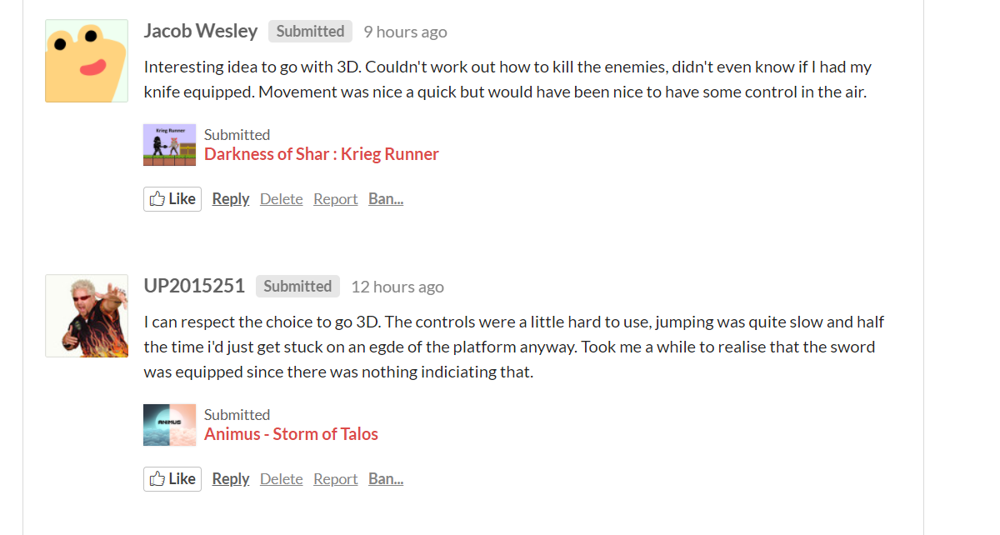 Jacob Wesley Submitted 9 hours ago
Interesting idea to go with 3D. Couldn't work out how to kill the enemies, didn't even know if I had my
knife equipped. Movement was nice a quick but would have been nice to have some control in the air.
Krieg Runner
Submitted
Darkness of Shar : Krieg Runner
Like Reply Delete Report Ban...
UP2015251 Submitted 12 hours ago
I can respect the choice to go 3D. The controls were a little hard to use, jumping was quite slow and half
the time i'd just get stuck on an egde of the platform anyway. Took me a while to realise that the sword
was equipped since there was nothing indiciating that.
ANIMUS
Submitted
Animus - Storm of Talos
Like Reply Delete Report Ban...